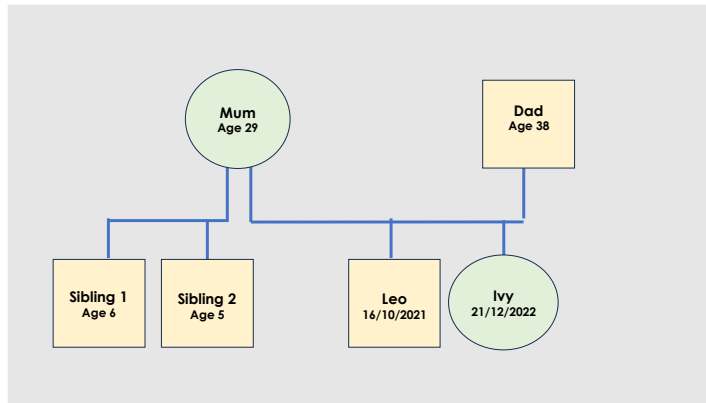 Mum
Age 29
Dad
Age 38
Sibling 1
Age 6
Sibling 2
Age 5
Leo
16/10/2021
Ivy
21/12/2022